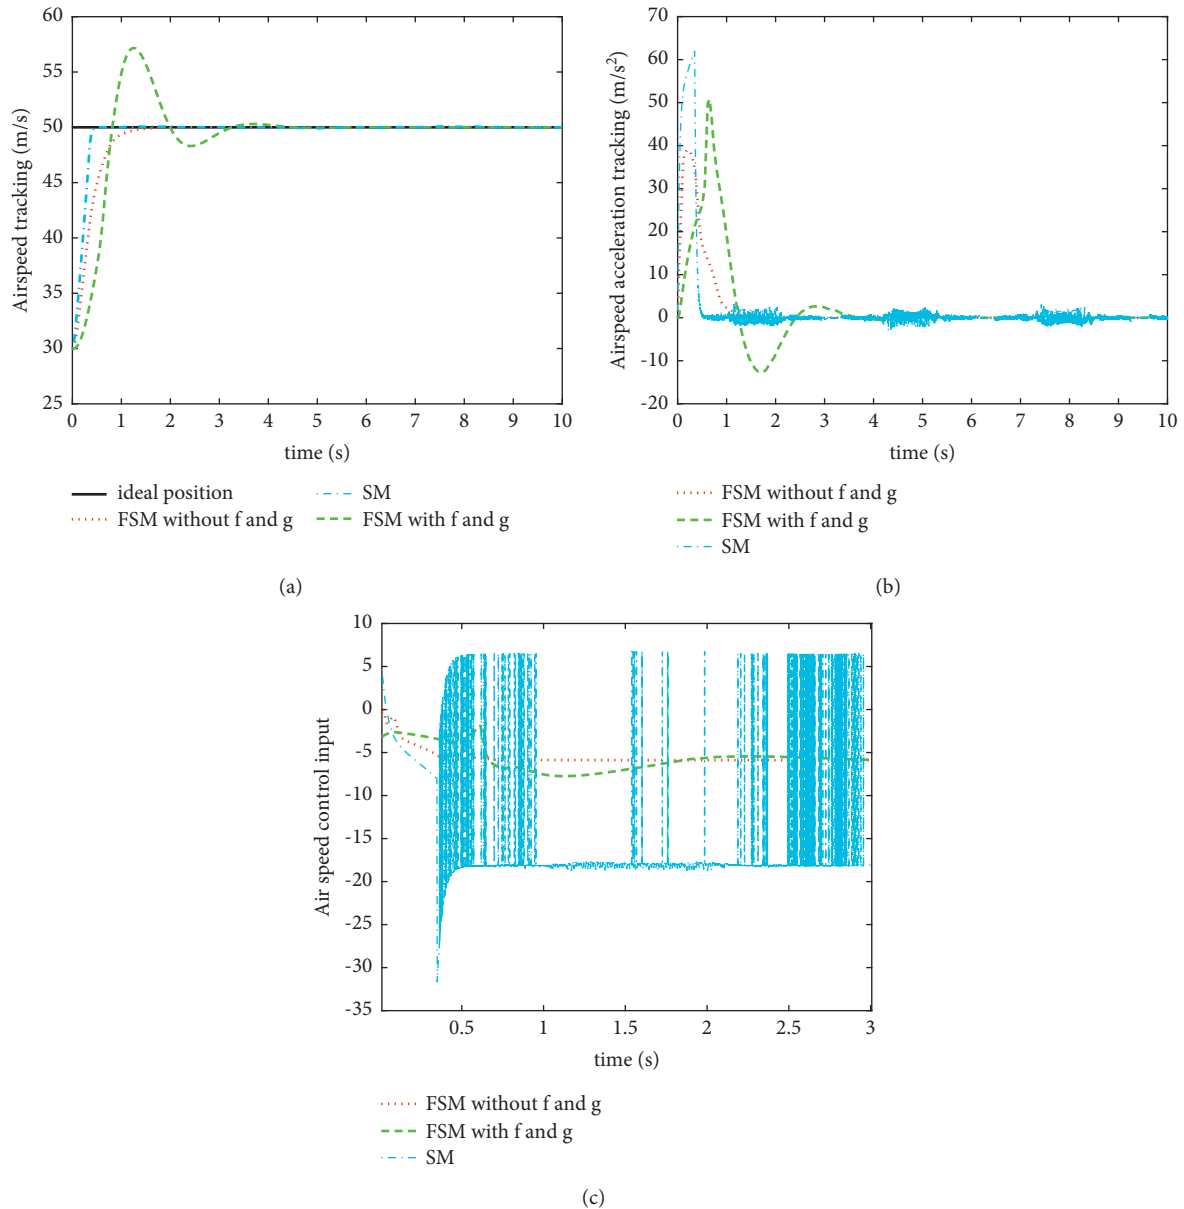 60
55
50
45
40
35
30
25
Airspeed tracking (m/s)
0 1 2 3 4 5 6 7 8 9 10
time (s)
ideal position
FSM without f and g
SM
FSM with f and g
(a)
70
60
50
40
30
20
10
0
-10
-20
Airspeed acceleration tracking (m/s²)
0 1 2 3 4 5 6 7 8 9 10
time (s)
FSM without f and g
FSM with f and g
SM
(b)
10
5
0
-5
-10
-15
-20
-25
-30
-35
Air speed control input
0.5 1 1.5 2 2.5 3
time (s)
FSM without f and g
FSM with f and g
SM
(c)